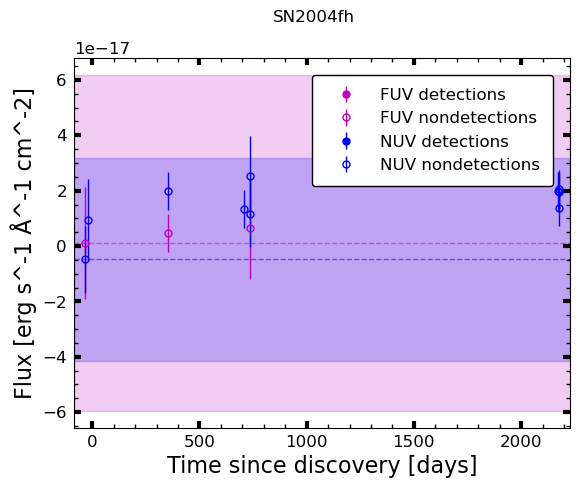 SN2004fh
1e−17
FUV detections
FUV nondetections
NUV detections
NUV nondetections
6
4
2
0
−2
−4
−6
Flux [erg s^-1 Å^-1 cm^-2]
0 500 1000 1500 2000
Time since discovery [days]